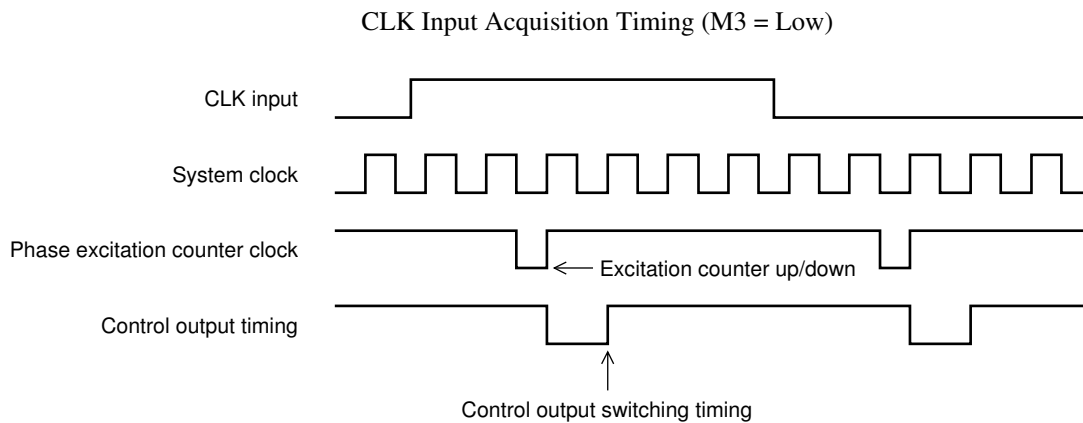 CLK Input Acquisition Timing (M3 = Low)
CLK input
System clock
Phase excitation counter clock
Excitation counter up/down
Control output timing
Control output switching timing